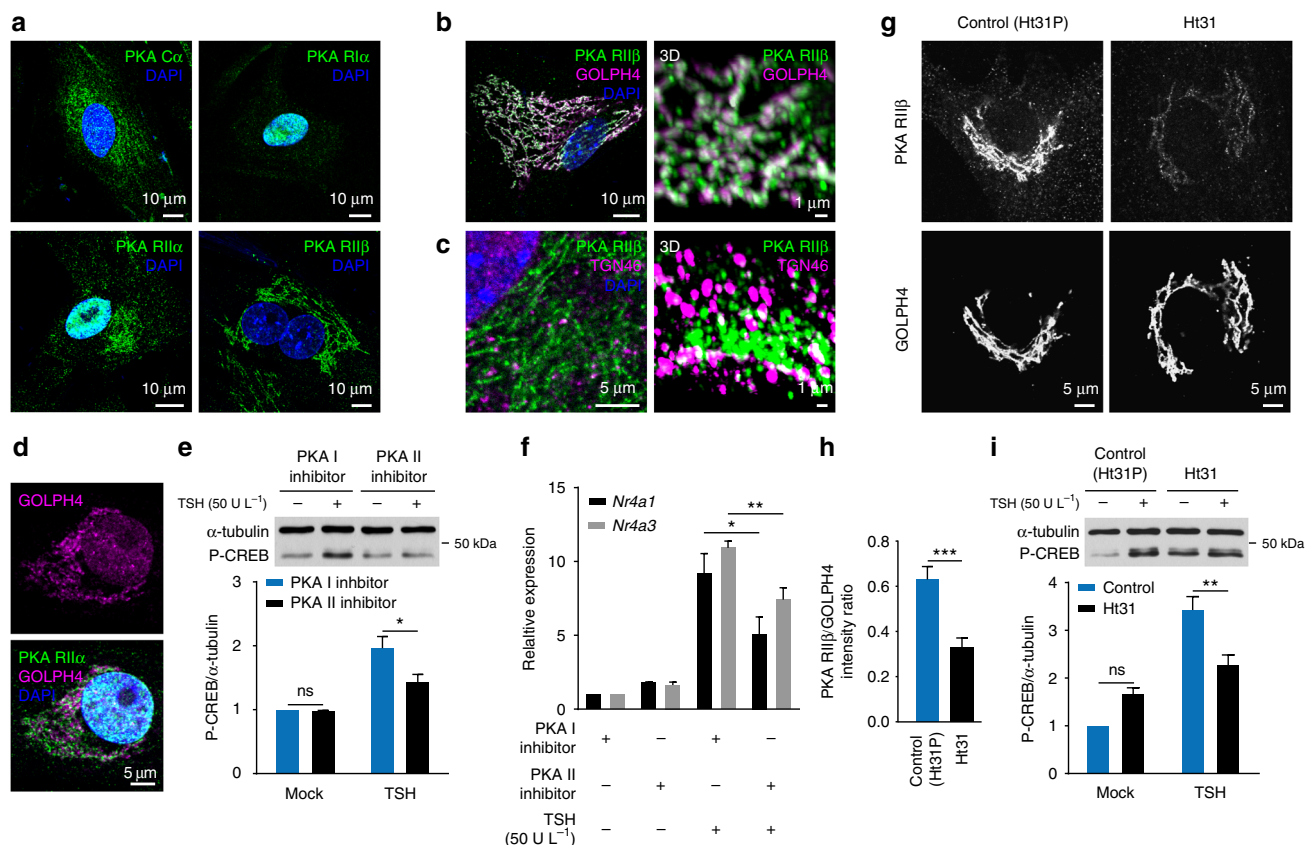 a
PKA Cα
DAPI
10 μm
PKA RIα
DAPI
10 μm
PKA RIIα
DAPI
10 μm
PKA RIIβ
DAPI
10 μm
b
PKA RIIβ
GOLPH4
DAPI
10 μm
3D
PKA RIIβ
GOLPH4
1 μm
c
PKA RIIβ
TGN46
DAPI
5 μm
3D
PKA RIIβ
TGN46
1 μm
g
Control (Ht31P)
Ht31
PKA RIIβ
GOLPH4
5 μm
5 μm
d
GOLPH4
PKA RIIα
GOLPH4
DAPI
5 μm
e
PKA I
inhibitor
PKA II
inhibitor
TSH (50 U L⁻¹)
– + – +
α-tubulin
P-CREB
50 kDa
PKA I inhbitor
PKA II inhibitor
P-CREB/α-tubulin
3
2
1
0
ns
*
Mock
TSH
f
Nr4a1
Nr4a3
Relative expression
15
10
5
0
*
**
PKA I
inhibitor
+ – + –
PKA II
inhibitor
– + – +
TSH
(50 U L⁻¹)
– – + +
h
PKA RIIβ/GOLPH4
intensity ratio
0.8
0.6
0.4
0.2
0.0
***
Control
(Ht31P)
Ht31
i
Control
(Ht31P)
Ht31
TSH (50 U L⁻¹)
– + – +
α-tubulin
P-CREB
50 kDa
Control
Ht31
P-CREB/α-tubulin
4
3
2
1
0
ns
**
Mock
TSH